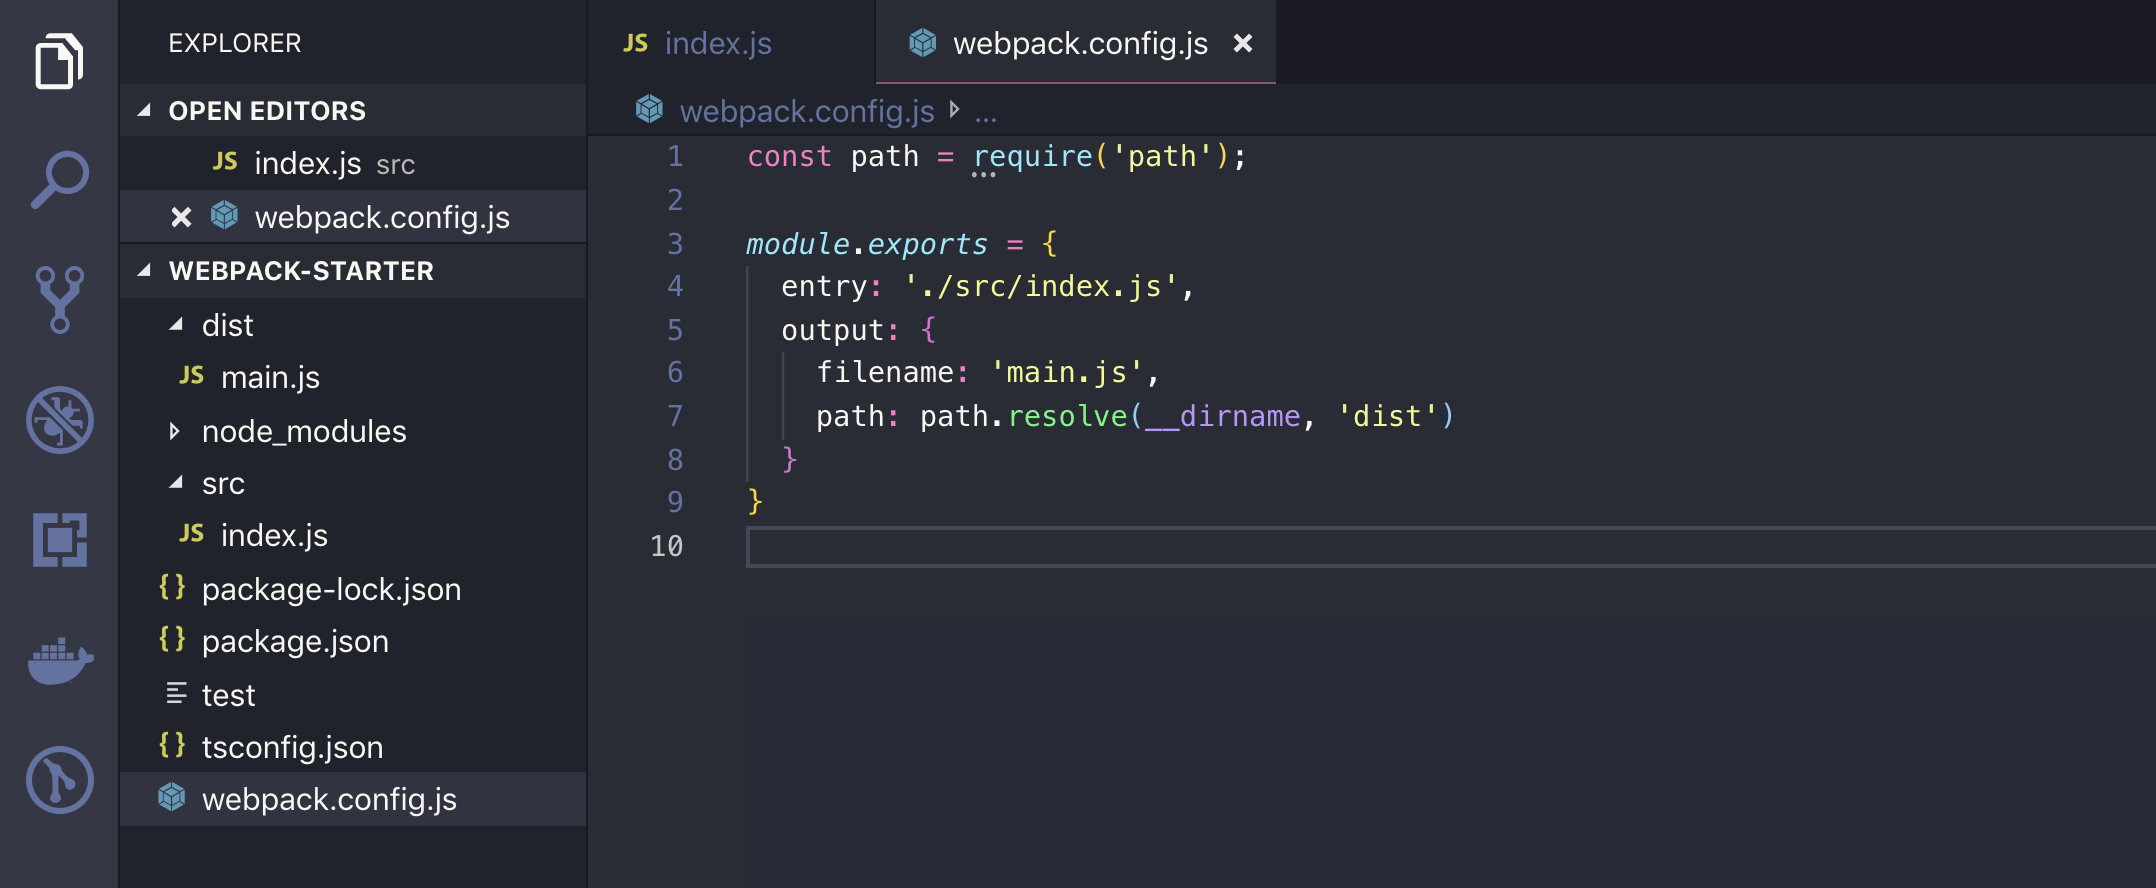 EXPLORER
OPEN EDITORS
JS index.js src
webpack.config.js
WEBPACK-STARTER
dist
JS main.js
node_modules
src
JS index.js
{} package-lock.json
{} package.json
test
{} tsconfig.json
webpack.config.js
JS index.js
webpack.config.js
webpack.config.js ...
1 const path = require('path');
2
3 module.exports = {
4 entry: './src/index.js',
5 output: {
6 filename: 'main.js',
7 path: path.resolve(__dirname, 'dist')
8 }
9 }
10